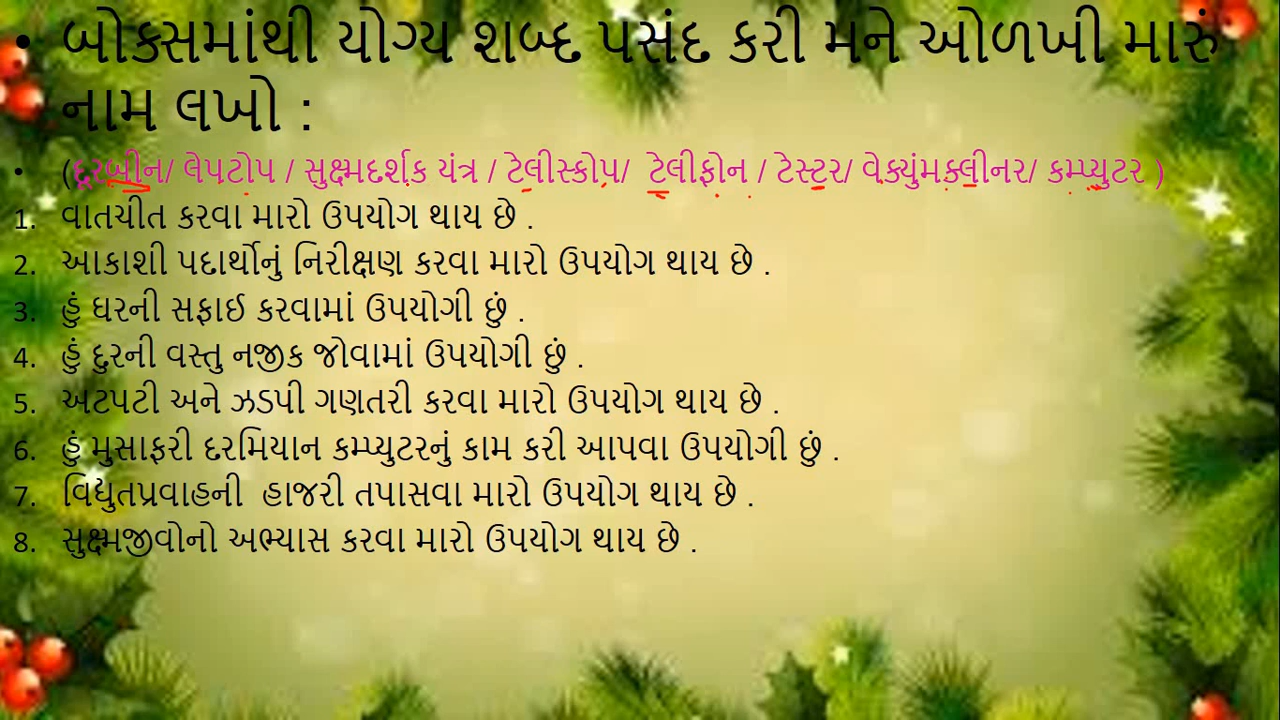 • બોક્સમાંથી યોગ્ય શબ્દ પસંદ કરી મને ઓળખી મારું
નામ લખો :
• (દૂરબીન/ લેપટોપ / સુક્ષ્મદર્શક યંત્ર / ટેલીસ્કોપ/ ટેલીફોન / ટેસ્ટર/ વેક્યુંમક્લીનર/ કમ્પ્યુટર )
1. વાતચીત કરવા મારો ઉપયોગ થાય છે .
2. આકાશી પદાર્થોનું નિરીક્ષણ કરવા મારો ઉપયોગ થાય છે .
3. હું ઘરની સફાઈ કરવામાં ઉપયોગી છું .
4. હું દુરની વસ્તુ નજીક જોવામાં ઉપયોગી છું .
5. અટપટી અને ઝડપી ગણતરી કરવા મારો ઉપયોગ થાય છે .
6. હું મુસાફરી દરમિયાન કમ્પ્યુટરનું કામ કરી આપવા ઉપયોગી છું .
7. વિદ્યુતપ્રવાહની હાજરી તપાસવા મારો ઉપયોગ થાય છે .
8. સુક્ષ્મજીવોનો અભ્યાસ કરવા મારો ઉપયોગ થાય છે .